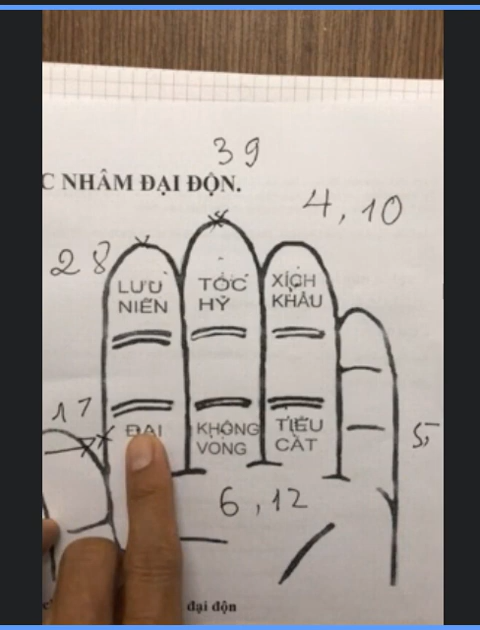 39
C NHÂM ĐẠI ĐỘN.
4, 10
28
LƯU
NIÊN
TỐC
HỶ
XÍCH
KHẨU
17
ĐẠI
KHÔNG
VONG
TIỂU
CÁT
5,
6, 12
đại độn